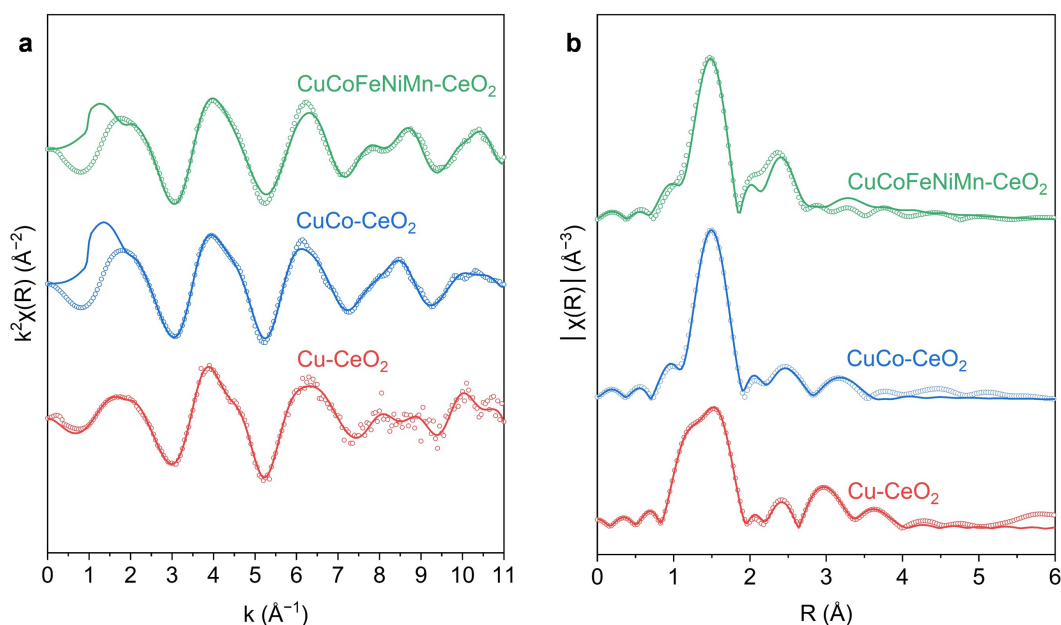 a
CuCoFeNiMn-CeO₂
CuCo-CeO₂
Cu-CeO₂
k²χ(R) (Å⁻²)
0 1 2 3 4 5 6 7 8 9 10 11
k (Å⁻¹)
b
CuCoFeNiMn-CeO₂
CuCo-CeO₂
Cu-CeO₂
|χ(R)| (Å⁻³)
0 1 2 3 4 5 6
R (Å)